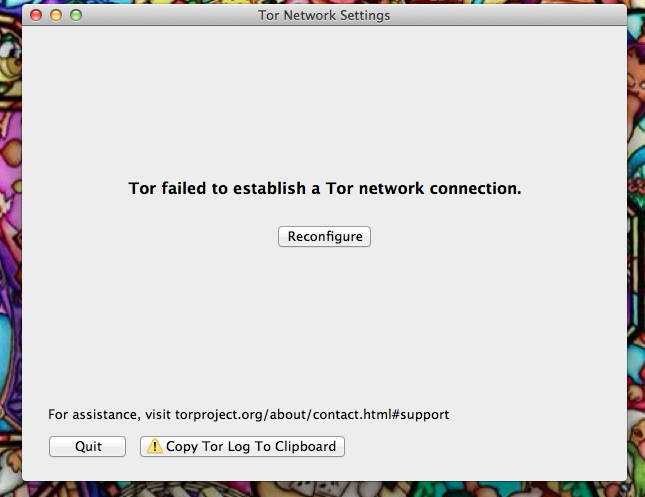 Tor Network Settings
Tor failed to establish a Tor network connection.
Reconfigure
For assistance, visit torproject.org/about/contact.html#support
Quit
Copy Tor Log To Clipboard